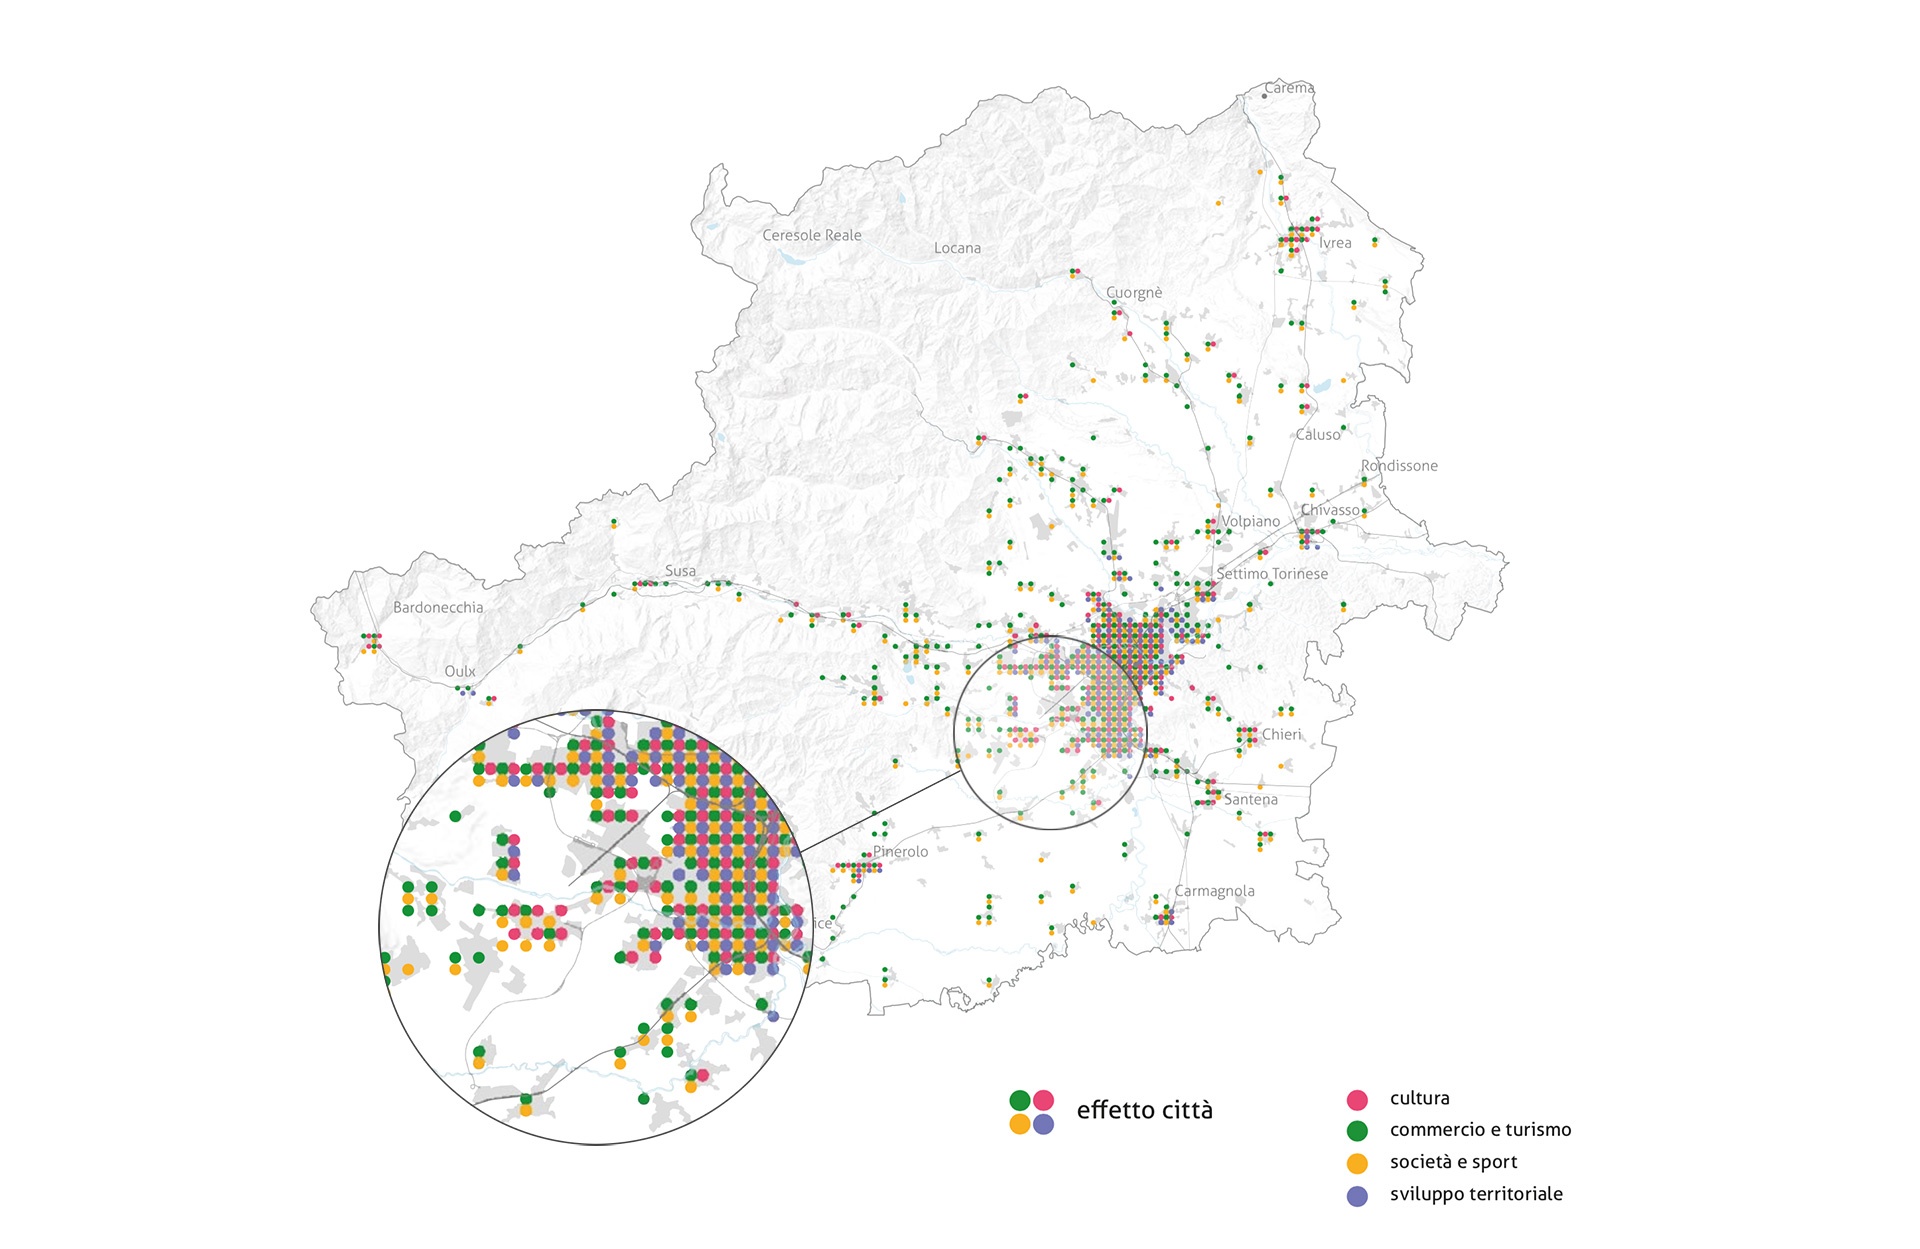 Carema
Ceresole Reale
Locana
Ivrea
Cuorgnè
Caluso
Rondissone
Chivasso
Volpiano
Susa
Settimo Torinese
Bardonecchia
Oulx
Chieri
Santena
Pinerolo
Carmagnola
ice
effetto città
cultura
commercio e turismo
società e sport
sviluppo territoriale